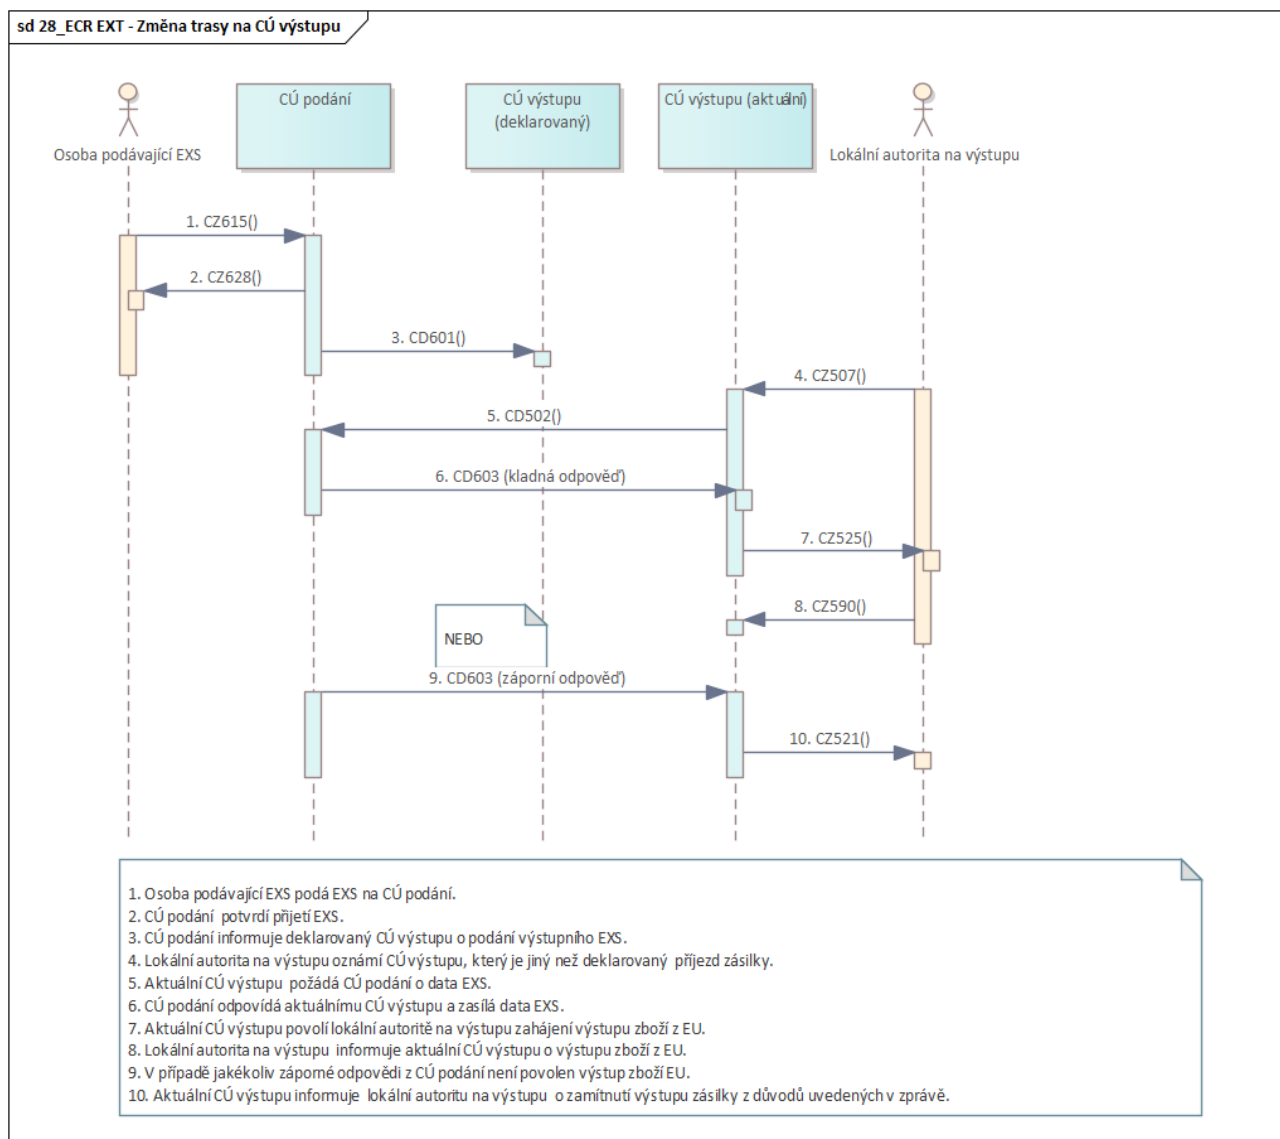 sd 28_ECR EXT - Změna trasy na CÚ výstupu
Osoba podávající EXS
CÚ podání
CÚ výstupu
(deklarovaný)
CÚ výstupu (aktuální)
Lokální autorita na výstupu
1. CZ615()
2. CZ628()
3. CD601()
4. CZ507()
5. CD502()
6. CD603 (kladná odpověď)
7. CZ525()
8. CZ590()
NEBO
9. CD603 (záporní odpověď)
10. CZ521()
1. Osoba podávající EXS podá EXS na CÚ podání.
2. CÚ podání potvrdí přijetí EXS.
3. CÚ podání informuje deklarovaný CÚ výstupu o podání výstupního EXS.
4. Lokální autorita na výstupu oznámí CÚ výstupu, který je jiný než deklarovaný příjezd zásilky.
5. Aktuální CÚ výstupu požádá CÚ podání o data EXS.
6. CÚ podání odpovídá aktuálnímu CÚ výstupu a zasílá data EXS.
7. Aktuální CÚ výstupu povolí lokální autoritě na výstupu zahájení výstupu zboží z EU.
8. Lokální autorita na výstupu informuje aktuální CÚ výstupu o výstupu zboží z EU.
9. V případě jakékoliv záporné odpovědi z CÚ podání není povolen výstup zboží EU.
10. Aktuální CÚ výstupu informuje lokální autoritu na výstupu o zamítnutí výstupu zásilky z důvodů uvedených v zprávě.